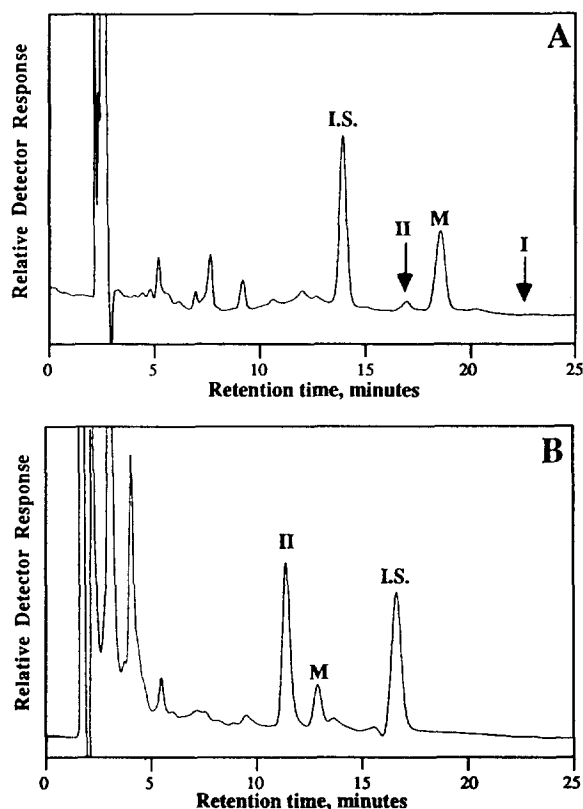 A
Relative Detector Response
I.S.
II
M
I
0 5 10 15 20 25
Retention time, minutes
B
Relative Detector Response
II
M
I.S.
0 5 10 15 20 25
Retention time, minutes